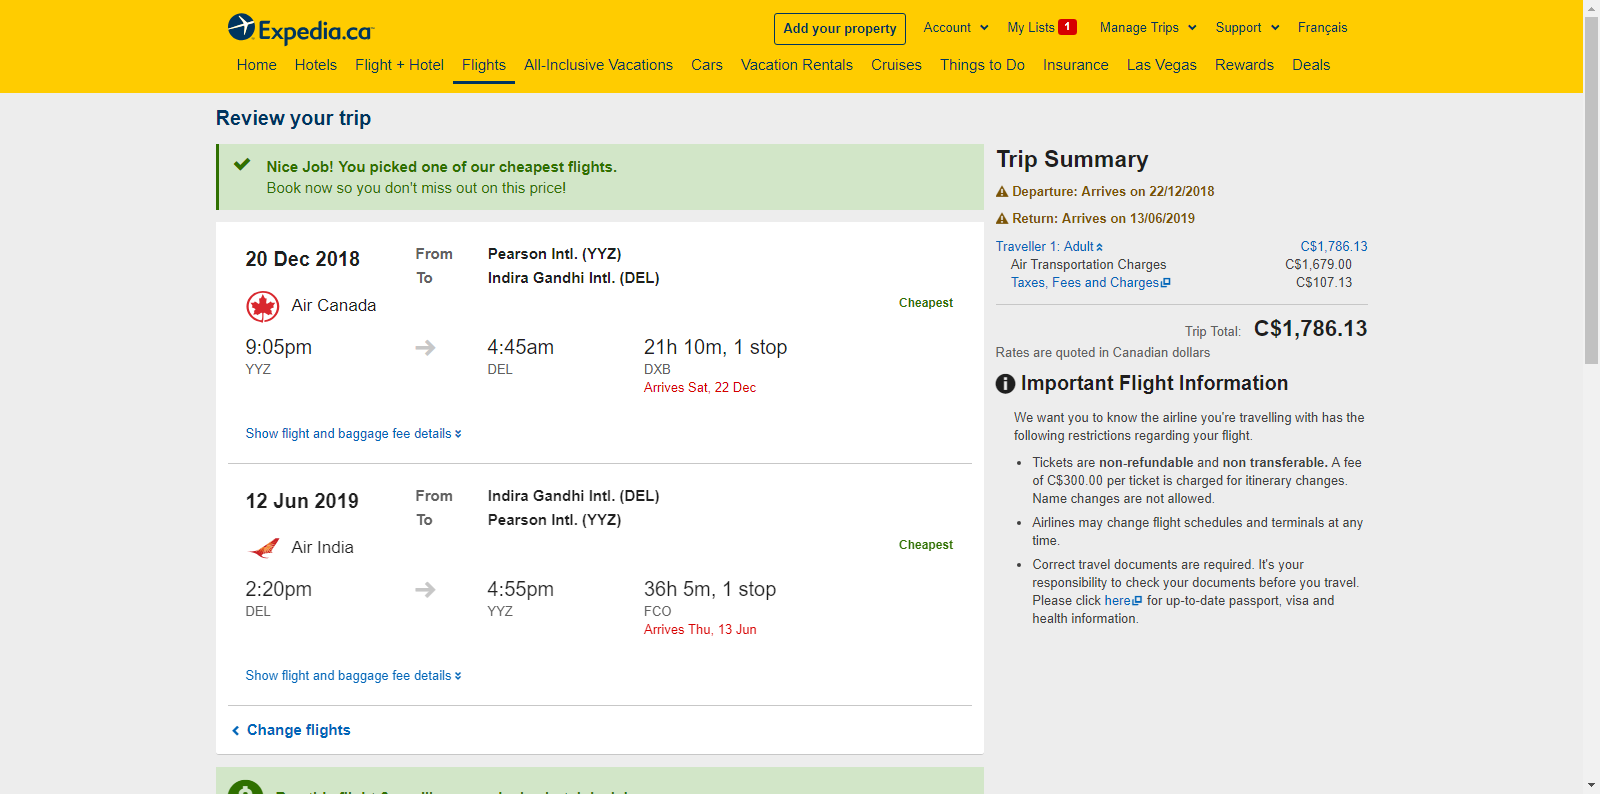 Expedia.ca
Add your property
Account
My Lists 1
Manage Trips
Support
Français
Home
Hotels
Flight + Hotel
Flights
All-Inclusive Vacations
Cars
Vacation Rentals
Cruises
Things to Do
Insurance
Las Vegas
Rewards
Deals
Review your trip
Nice Job! You picked one of our cheapest flights.
Book now so you don't miss out on this price!
20 Dec 2018
From Pearson Intl. (YYZ)
To Indira Gandhi Intl. (DEL)
Air Canada
Cheapest
9:05pm 4:45am 21h 10m, 1 stop
YYZ DEL DXB
Arrives Sat, 22 Dec
Show flight and baggage fee details
12 Jun 2019
From Indira Gandhi Intl. (DEL)
To Pearson Intl. (YYZ)
Air India
Cheapest
2:20pm 4:55pm 36h 5m, 1 stop
DEL YYZ FCO
Arrives Thu, 13 Jun
Show flight and baggage fee details
Change flights
Trip Summary
Departure: Arrives on 22/12/2018
Return: Arrives on 13/06/2019
Traveller 1: Adult C$1,786.13
Air Transportation Charges C$1,679.00
Taxes, Fees and Charges C$107.13
Trip Total: C$1,786.13
Rates are quoted in Canadian dollars
Important Flight Information
We want you to know the airline you're travelling with has the
following restrictions regarding your flight.
• Tickets are non-refundable and non transferable. A fee
of C$300.00 per ticket is charged for itinerary changes.
Name changes are not allowed.
• Airlines may change flight schedules and terminals at any
time.
• Correct travel documents are required. It's your
responsibility to check your documents before you travel.
Please click here for up-to-date passport, visa and
health information.